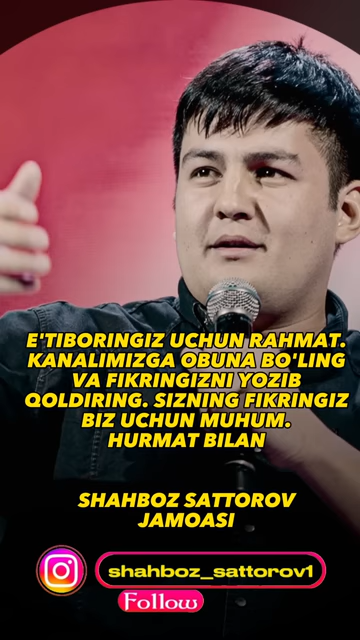 E'TIBORINGIZ UCHUN RAHMAT.
KANALIMIZGA OBUNA BO'LING
VA FIKRINGIZNI YOZIB
QOLDIRING. SIZNING FIKRINGIZ
BIZ UCHUN MUHUM.
HURMAT BILAN
SHAHBOZ SATTOROV
JAMOASI
shahboz_sattorov1
Follow